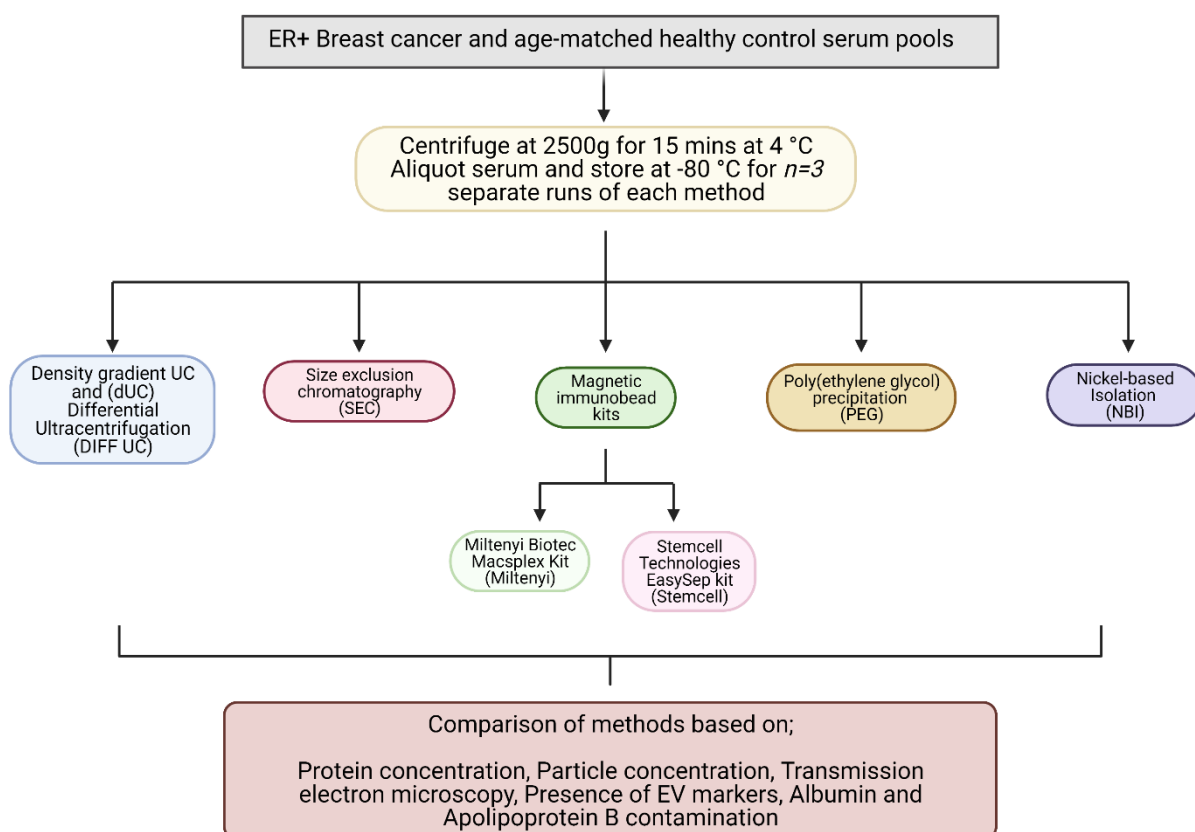 ER+ Breast cancer and age-matched healthy control serum pools
Centrifuge at 2500g for 15 mins at 4 °C
Aliquot serum and store at -80 °C for n=3
separate runs of each method
Density gradient UC
and (dUC)
Differential
Ultracentrifugation
(DIFF UC)
Size exclusion
chromatography
(SEC)
Magnetic
immunobead
kits
Poly(ethylene glycol)
precipitation
(PEG)
Nickel-based
Isolation
(NBI)
Miltenyi Biotec
Macsplex Kit
(Miltenyi)
Stemcell
Technologies
EasySep kit
(Stemcell)
Comparison of methods based on;
Protein concentration, Particle concentration, Transmission
electron microscopy, Presence of EV markers, Albumin and
Apolipoprotein B contamination